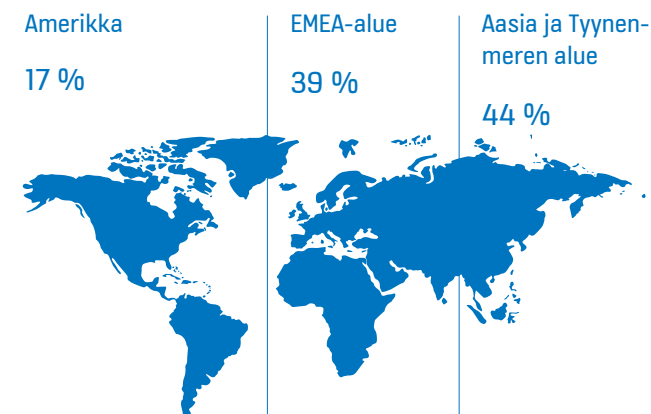 Amerikka
17 %
EMEA-alue
39 %
Aasia ja Tyynen-
meren alue
44 %